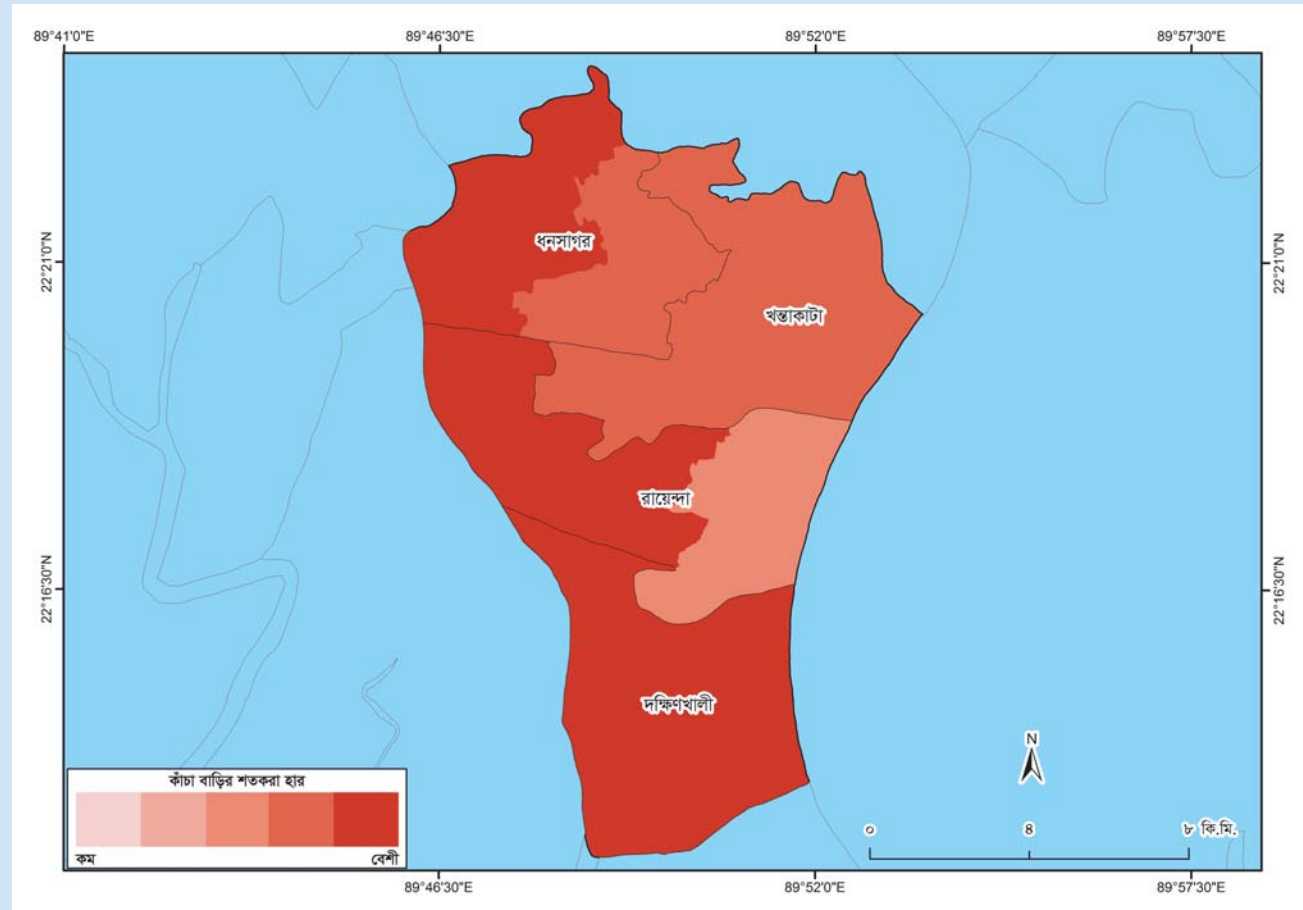 89°41'0"E
89°46'30"E
89°52'0"E
89°57'30"E
22°21'0"N
22°21'0"N
ধনসাগর
খন্তাকাটা
রায়েন্দা
22°16'30"N
22°16'30"N
দক্ষিণখালী
N
কাঁচা বাড়ির শতকরা হার
কম
বেশী
০
৪
৮ কি.মি.
89°46'30"E
89°52'0"E
89°57'30"E